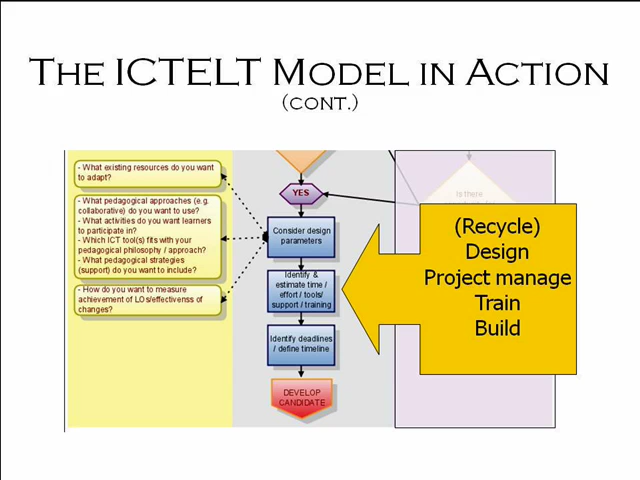 THE ICTELT MODEL IN ACTION
(CONT.)
- What existing resources do you want
to adapt?
- What pedagogical approaches (e.g.
collaborative) do you want to use?
- What activities do you want learners
to participate in?
- Which ICT tool(s) fits with your
pedagogical philosophy / approach?
- What pedagogical strategies
(support) do you want to include?
- How do you want to measure
achievement of LOs/effectivenss of
changes?
YES
Consider design
parameters
Identify &
estimate time /
effort / tools/
support / training
Identify deadlines
/ define timeline
DEVELOP
CANDIDATE
Is there
(Recycle)
Design
Project manage
Train
Build